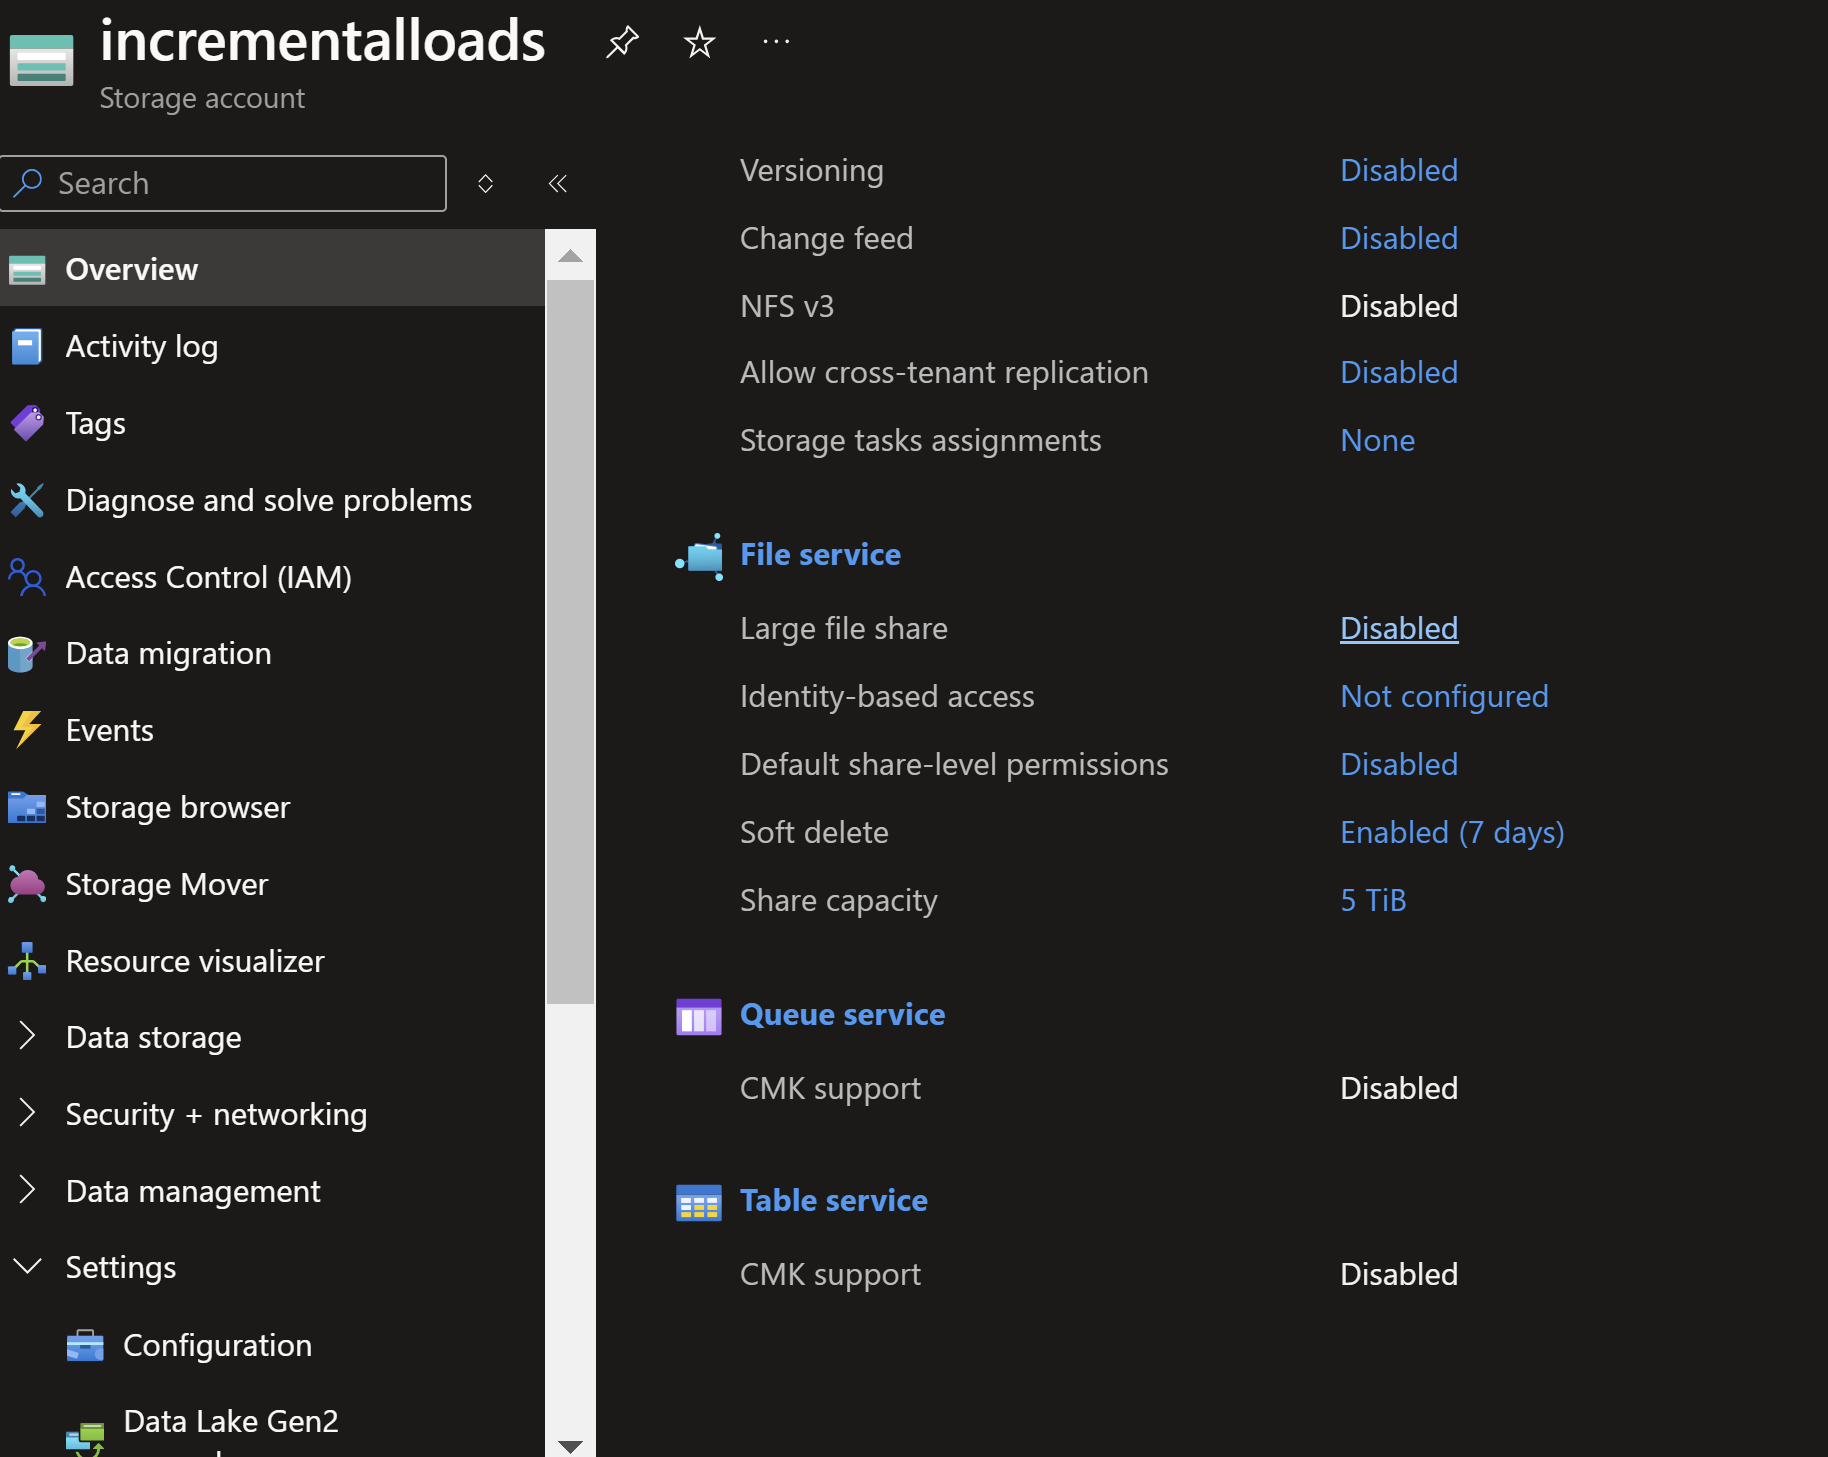 incrementalloads
Storage account
Search
Overview
Activity log
Tags
Diagnose and solve problems
Access Control (IAM)
Data migration
Events
Storage browser
Storage Mover
Resource visualizer
Data storage
Security + networking
Data management
Settings
Configuration
Data Lake Gen2
Versioning Disabled
Change feed Disabled
NFS v3 Disabled
Allow cross-tenant replication Disabled
Storage tasks assignments None
File service
Large file share Disabled
Identity-based access Not configured
Default share-level permissions Disabled
Soft delete Enabled (7 days)
Share capacity 5 TiB
Queue service
CMK support Disabled
Table service
CMK support Disabled